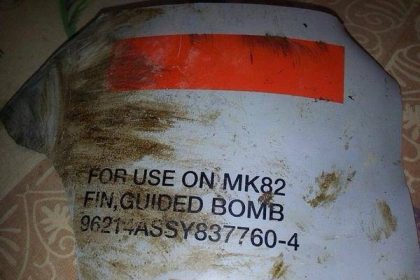 FOR USE ON MK82
FIN,GUIDED BOMB
96214ASSY837760-4